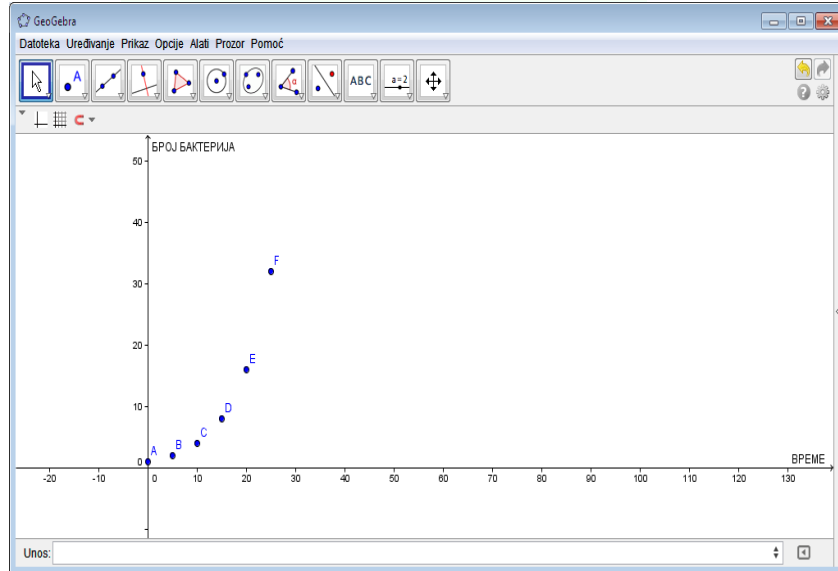 GeoGebra
Datoteka Uređivanje Prikaz Opcije Alati Prozor Pomoć
A α ABC a=2
БРОЈ БАКТЕРИЈА
50
40
F
30
20
E
10
D
C
B
A
0
ВРЕМЕ
-20 -10 0 10 20 30 40 50 60 70 80 90 100 110 120 130
Unos: